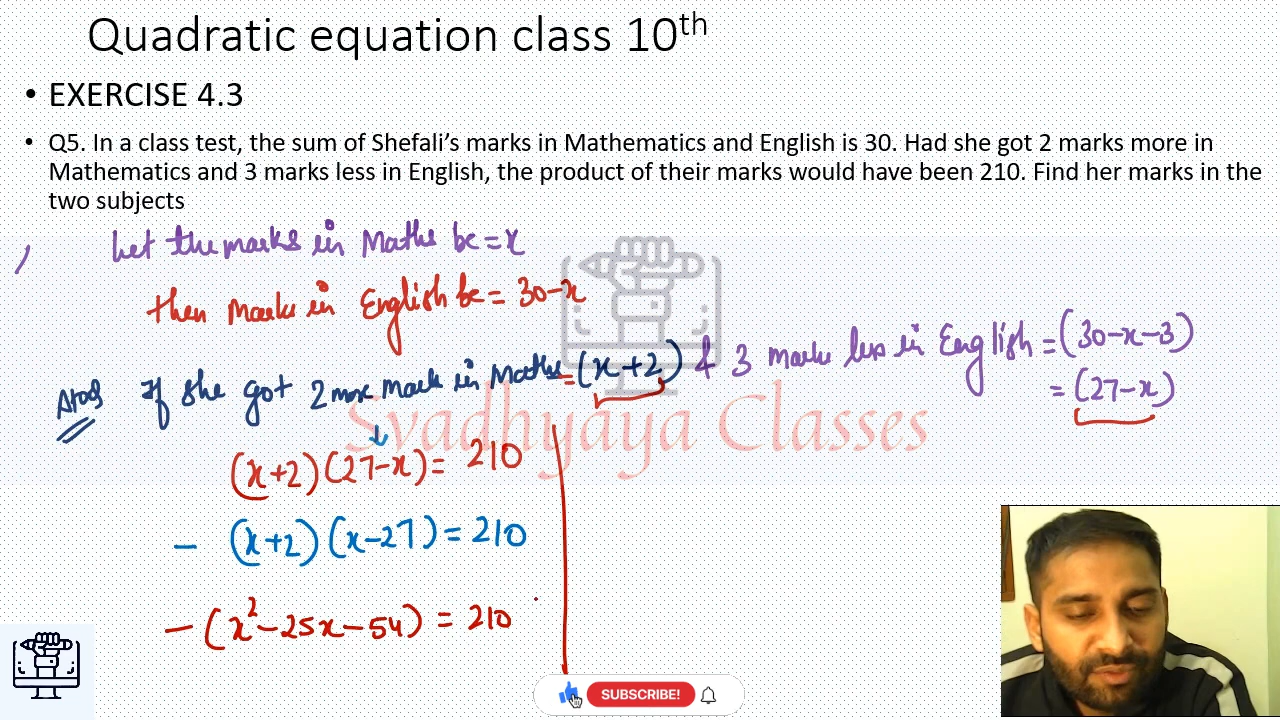 Quadratic equation class 10th
• EXERCISE 4.3
• Q5. In a class test, the sum of Shefali’s marks in Mathematics and English is 30. Had she got 2 marks more in
Mathematics and 3 marks less in English, the product of their marks would have been 210. Find her marks in the
two subjects
Let the marks in Maths be = x
then Marks in English be = 30-x
If she got 2 more Mark in Maths = (x+2) & 3 marks less in English = (30-x-3)
= (27-x)
Svadhyaya Classes
(x+2)(27-x) = 210
- (x+2)(x-27) = 210
- (x²-25x-54) = 210
SUBSCRIBE!